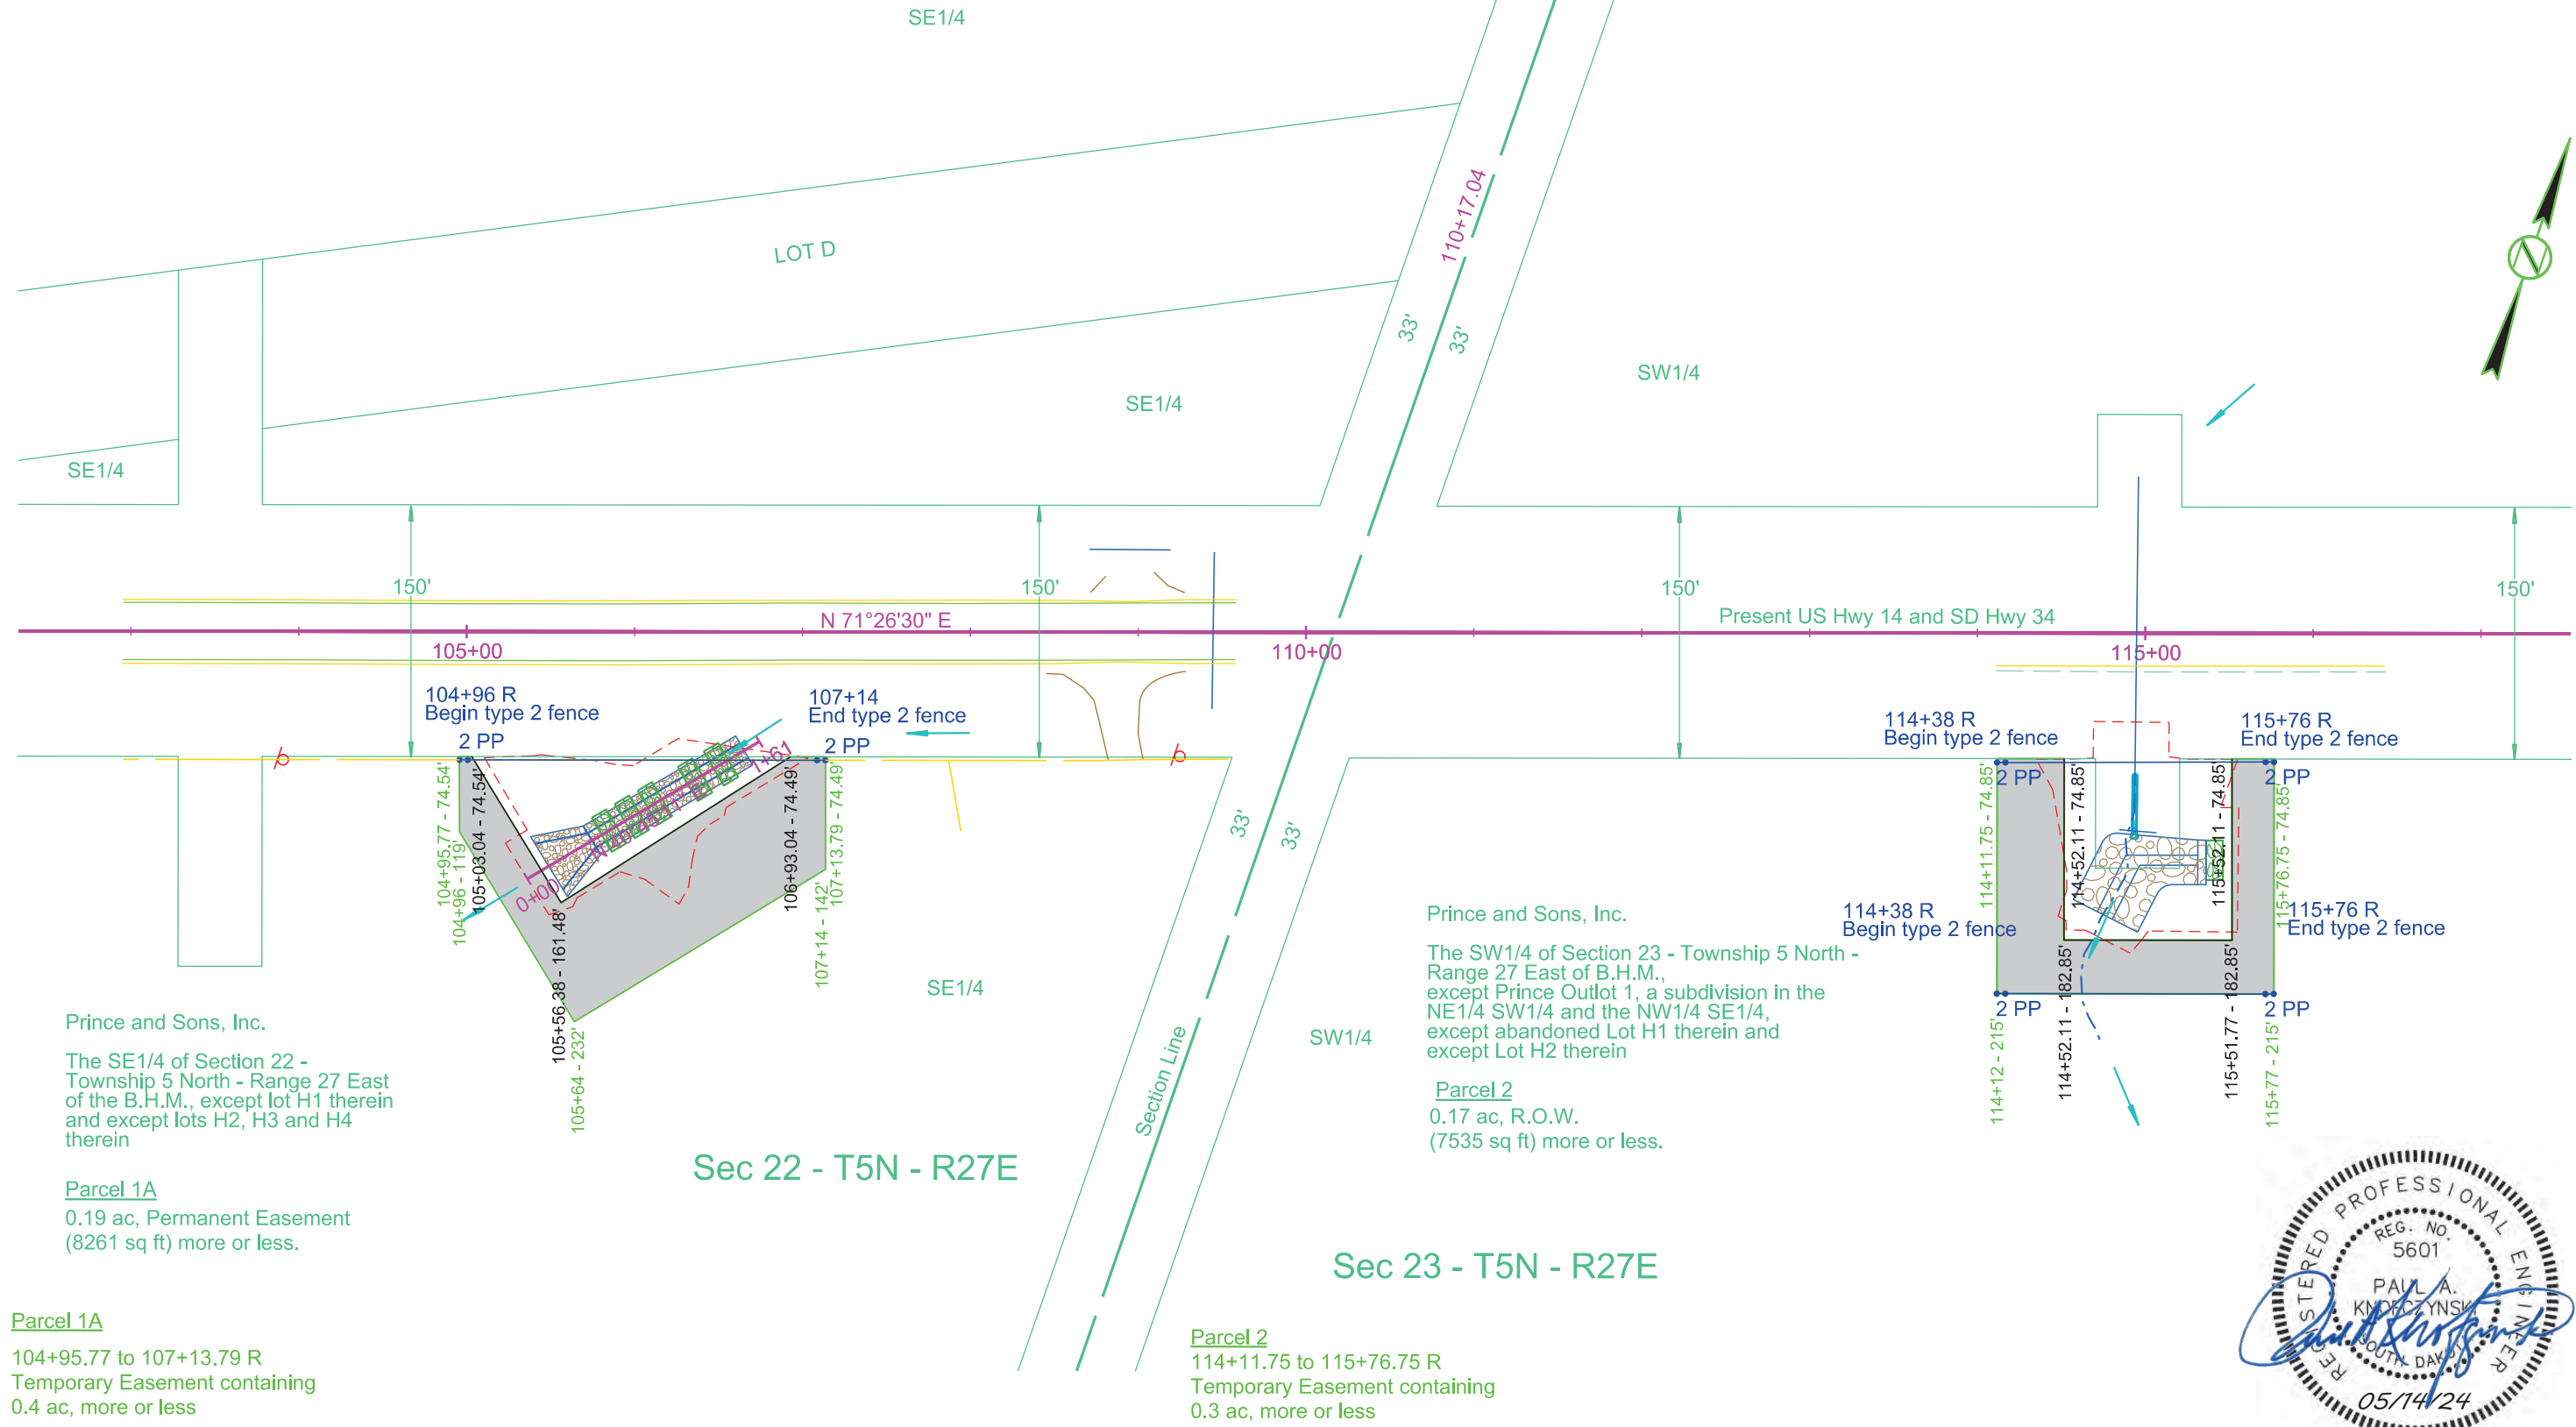 SE1/4
LOT D
110+17.04
33'
33'
SW1/4
SE1/4
SE1/4
150'
150'
150'
150'
N 71°26'30" E
Present US Hwy 14 and SD Hwy 34
105+00
110+00
115+00
104+96 R
Begin type 2 fence
2 PP
107+14
End type 2 fence
2 PP
114+38 R
Begin type 2 fence
2 PP
115+76 R
End type 2 fence
2 PP
1+61
0+00
104+95.77 - 74.54'
104+96 - 119'
105+03.04 - 74.54'
105+56.38 - 161.48'
105+64 - 232'
106+93.04 - 74.49'
107+13.79 - 74.49'
107+14 - 142'
33'
33'
114+11.75 - 74.85'
114+52.11 - 74.85'
115+52.11 - 74.85'
115+76.75 - 74.85'
114+38 R
Begin type 2 fence
2 PP
115+76 R
End type 2 fence
2 PP
114+12 - 215'
114+52.11 - 182.85'
115+51.77 - 182.85'
115+77 - 215'
Prince and Sons, Inc.
The SE1/4 of Section 22 -
Township 5 North - Range 27 East
of the B.H.M., except lot H1 therein
and except lots H2, H3 and H4
therein
Parcel 1A
0.19 ac, Permanent Easement
(8261 sq ft) more or less.
SE1/4
Section Line
SW1/4
Sec 22 - T5N - R27E
Prince and Sons, Inc.
The SW1/4 of Section 23 - Township 5 North -
Range 27 East of B.H.M.,
except Prince Outlot 1, a subdivision in the
NE1/4 SW1/4 and the NW1/4 SE1/4,
except abandoned Lot H1 therein and
except Lot H2 therein
Parcel 2
0.17 ac, R.O.W.
(7535 sq ft) more or less.
Sec 23 - T5N - R27E
Parcel 1A
104+95.77 to 107+13.79 R
Temporary Easement containing
0.4 ac, more or less
Parcel 2
114+11.75 to 115+76.75 R
Temporary Easement containing
0.3 ac, more or less
N
REGISTERED PROFESSIONAL ENGINEER
REG. NO.
5601
PAUL A.
SOUTH
05/14/24